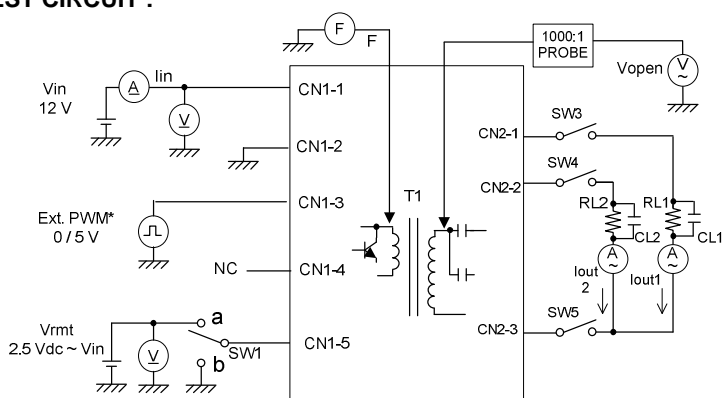 EST CIRCUIT :
F
F
1000:1
PROBE
Vopen
V
~
Vin
12 V
A
Iin
V
CN1-1
CN1-2
CN1-3
CN1-4
CN1-5
Ext. PWM*
0 / 5 V
NC
Vrmt
2.5 Vdc ~ Vin
V
a
b
SW1
T1
CN2-1
CN2-2
CN2-3
SW3
SW4
SW5
RL2
CL2
RL1
CL1
A
~
A
~
Iout
2
Iout1